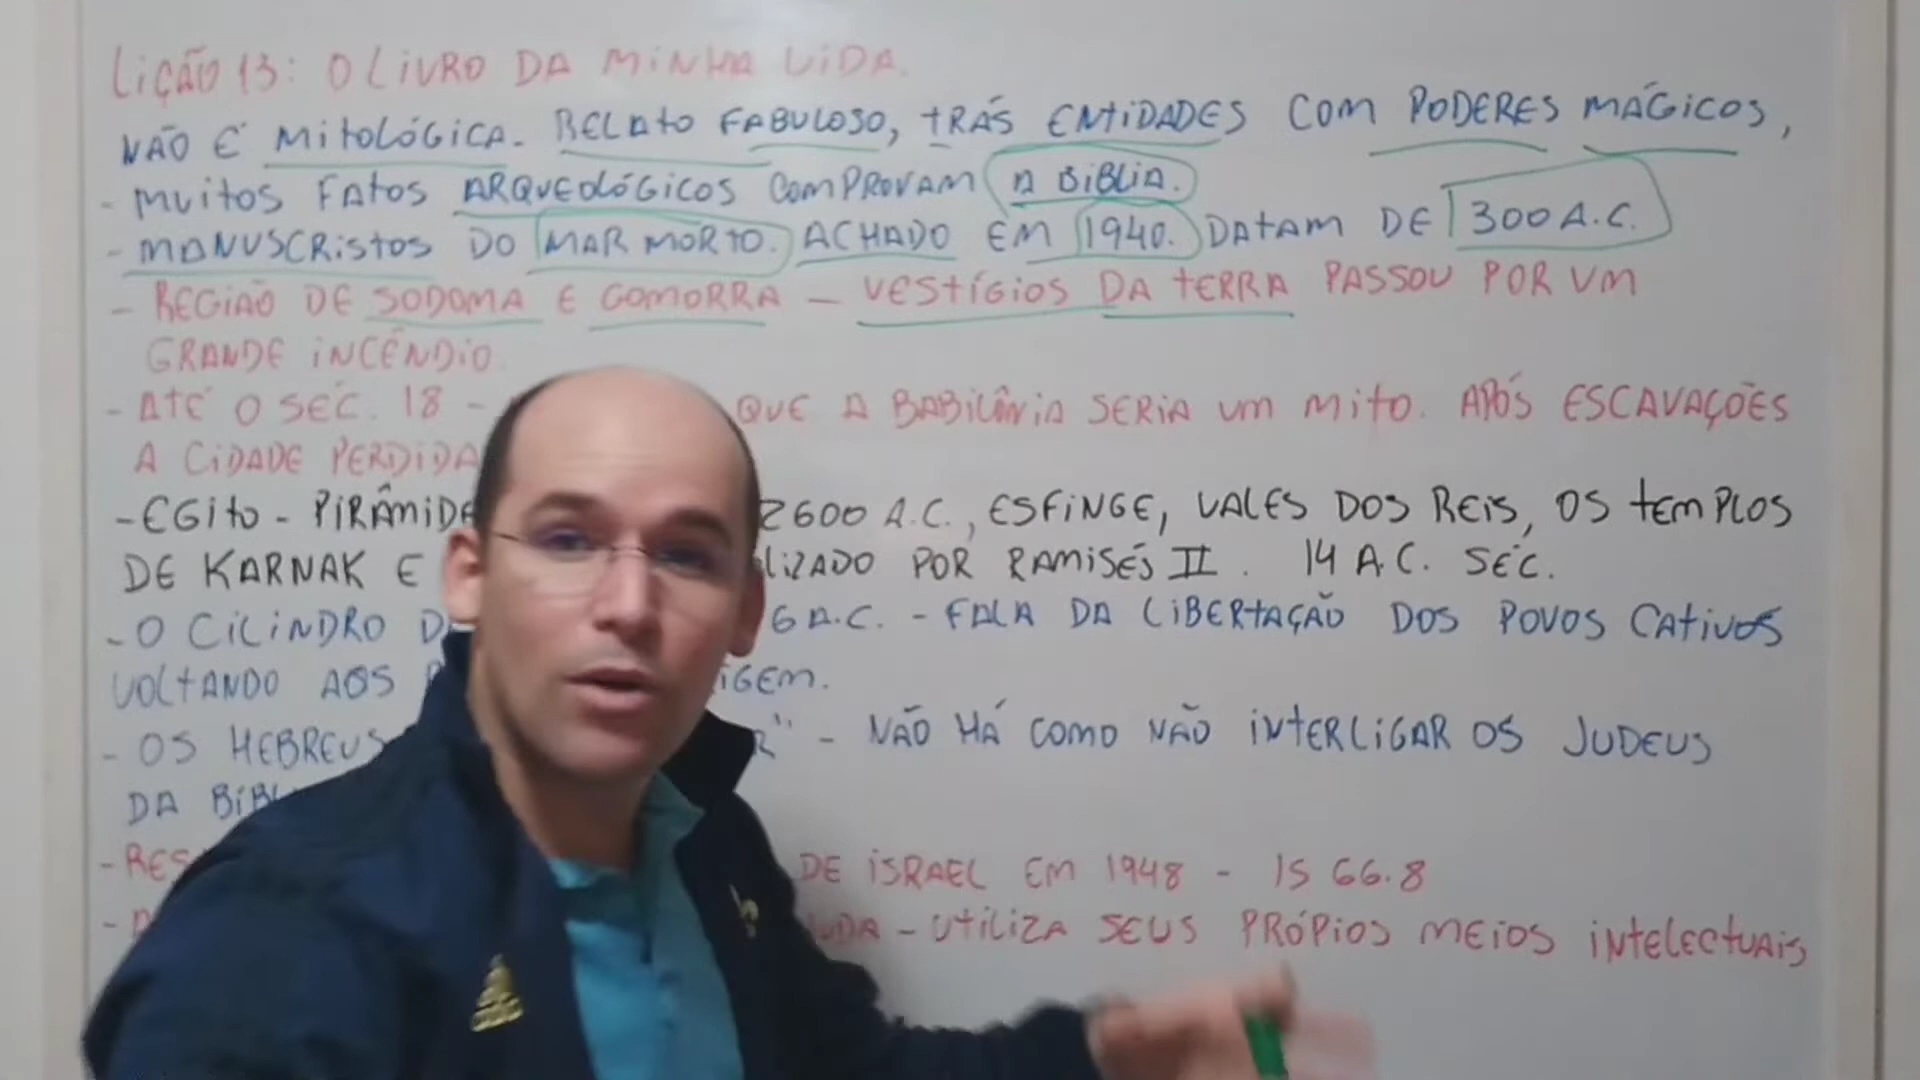 LIÇÃO 13: O LIVRO DA MINHA VIDA.
NÃO É MITOLÓGICA. RELATO FABULOSO, TRÁS ENTIDADES COM PODERES MÁGICOS,
- MUITOS FATOS ARQUEOLÓGICOS COMPROVAM A BIBLIA.
- MANUSCRISTOS DO MAR MORTO. ACHADO EM 1940. DATAM DE 300 A.C.
- REGIÃO DE SODOMA E GOMORRA - VESTÍGIOS DA TERRA PASSOU POR UM
GRANDE INCÊNDIO.
- ATÉ O SÉC. 18 - QUE A BABILÔNIA SERIA UM MITO. APÓS ESCAVAÇÕES
A CIDADE PERDIDA
- EGITO - PIRÂMIDE 2600 A.C., ESFINGE, VALES DOS REIS, OS TEMPLOS
DE KARNAK E LIZADO POR RAMISÉS II. 14 A.C. SÉC.
- O CILINDRO D 6 A.C. - FALA DA LIBERTAÇÃO DOS POVOS CATIVOS
VOLTANDO AOS IGEM.
- OS HEBREUS R" - NÃO HÁ COMO NÃO INTERLIGAR OS JUDEUS
DA BIBL
- RES DE ISRAEL EM 1948 - IS 66.8
- UDA - UTILIZA SEUS PRÓPIOS MEIOS INTELECTUAIS